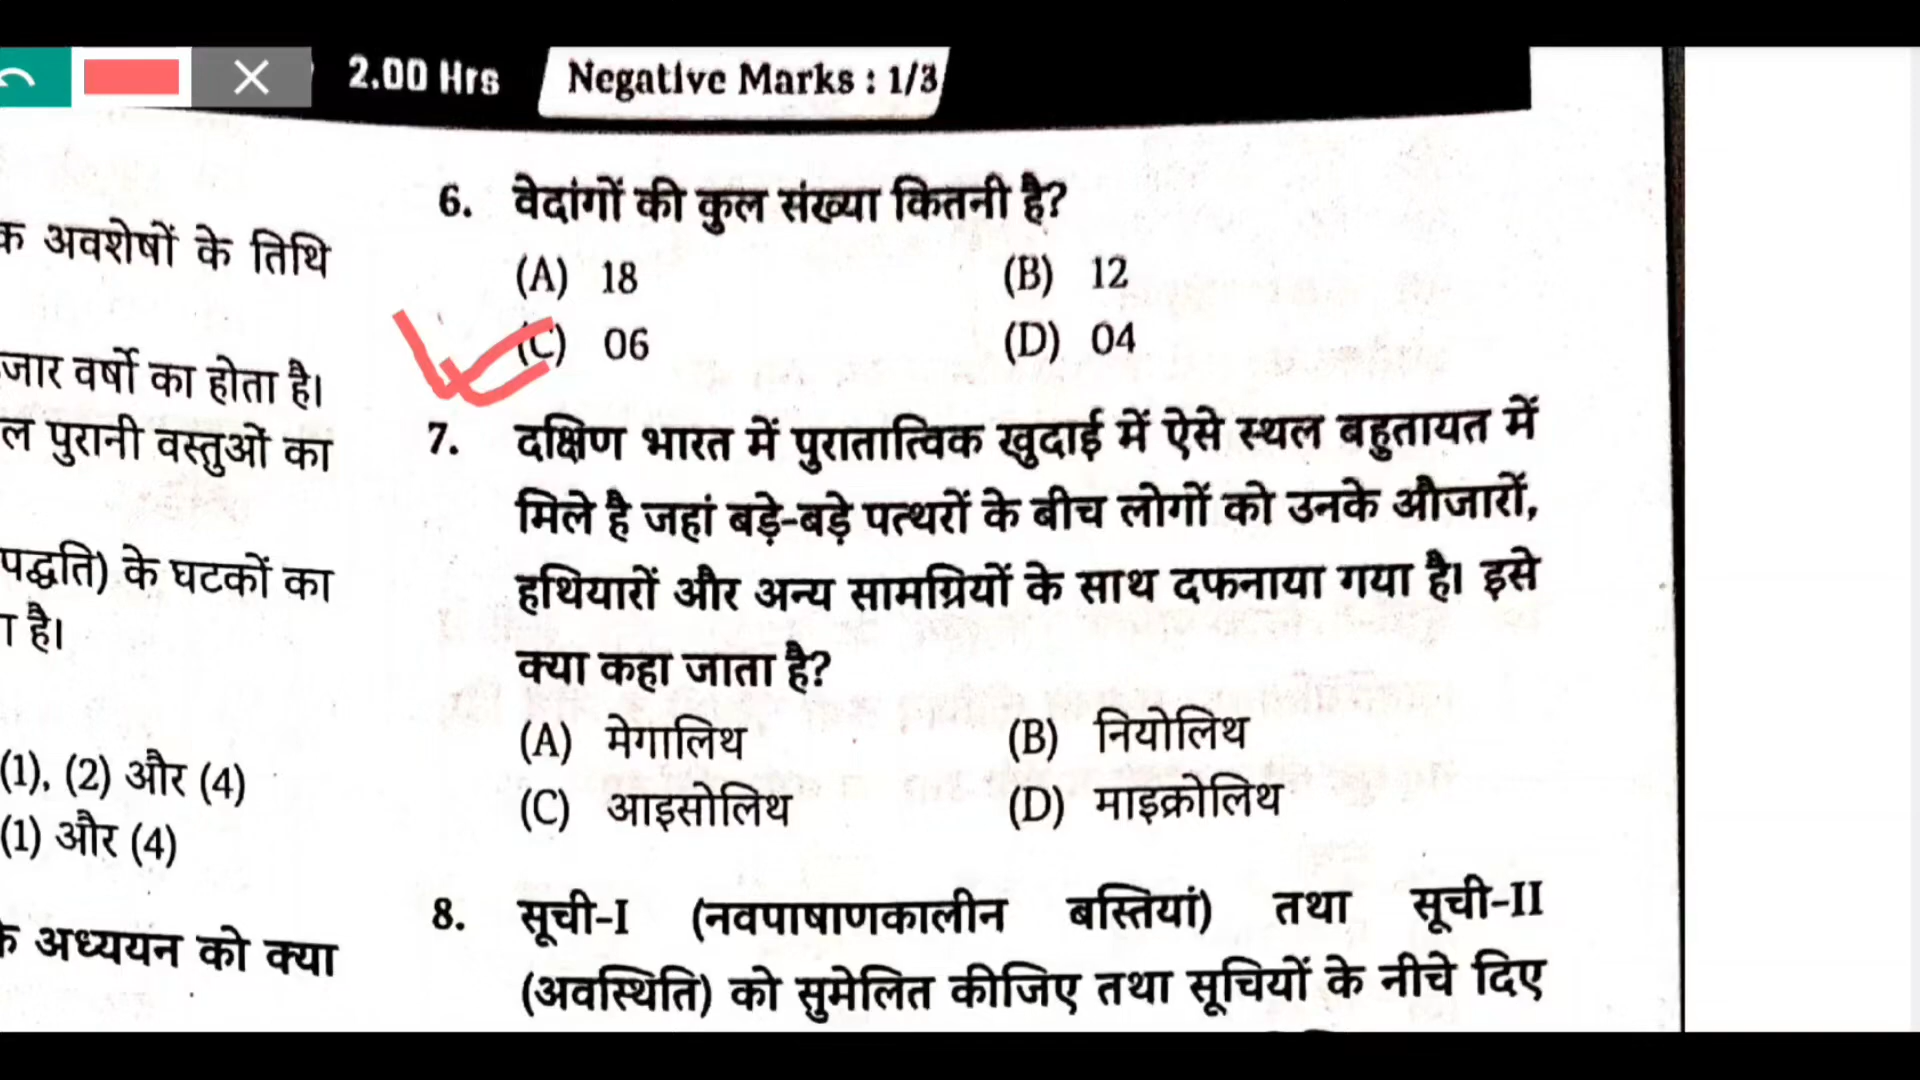 2.00 Hrs
Negative Marks : 1/3
क अवशेषों के तिथि
जार वर्षो का होता है।
ल पुरानी वस्तुओं का
पद्धति) के घटकों का
है।
(1), (2) और (4)
(1) और (4)
के अध्ययन को क्या
6. वेदांगों की कुल संख्या कितनी है?
(A) 18 (B) 12
(C) 06 (D) 04
7. दक्षिण भारत में पुरातात्विक खुदाई में ऐसे स्थल बहुतायत में
मिले है जहां बड़े-बड़े पत्थरों के बीच लोगों को उनके औजारों,
हथियारों और अन्य सामग्रियों के साथ दफनाया गया है। इसे
क्या कहा जाता है?
(A) मेगालिथ (B) नियोलिथ
(C) आइसोलिथ (D) माइक्रोलिथ
8. सूची-I (नवपाषाणकालीन बस्तियां) तथा सूची-II
(अवस्थिति) को सुमेलित कीजिए तथा सूचियों के नीचे दिए